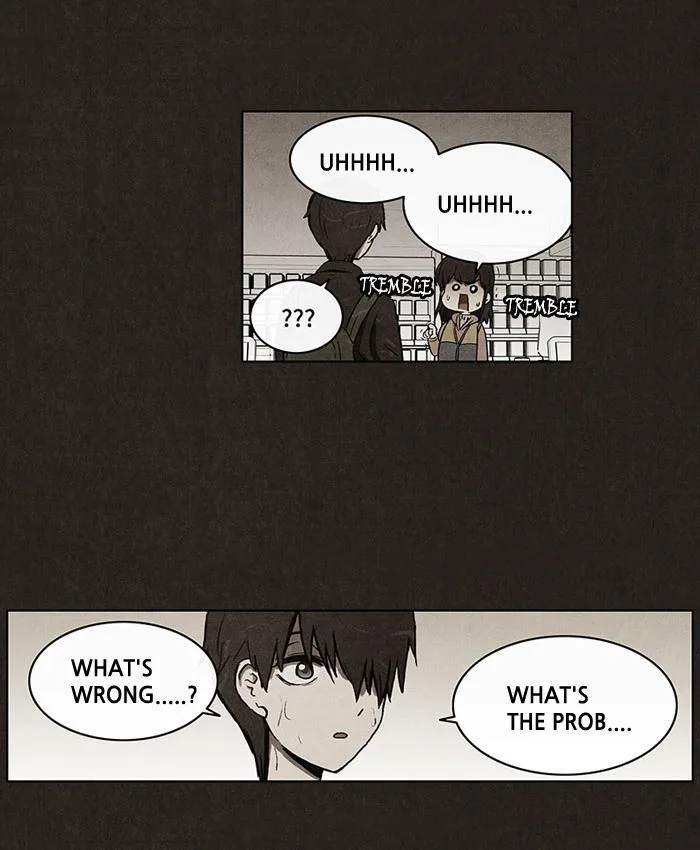 UHHHH...
UHHHH...
TREMBLE
TREMBLE
???
WHAT'S
WRONG.....?
WHAT'S
THE PROB....